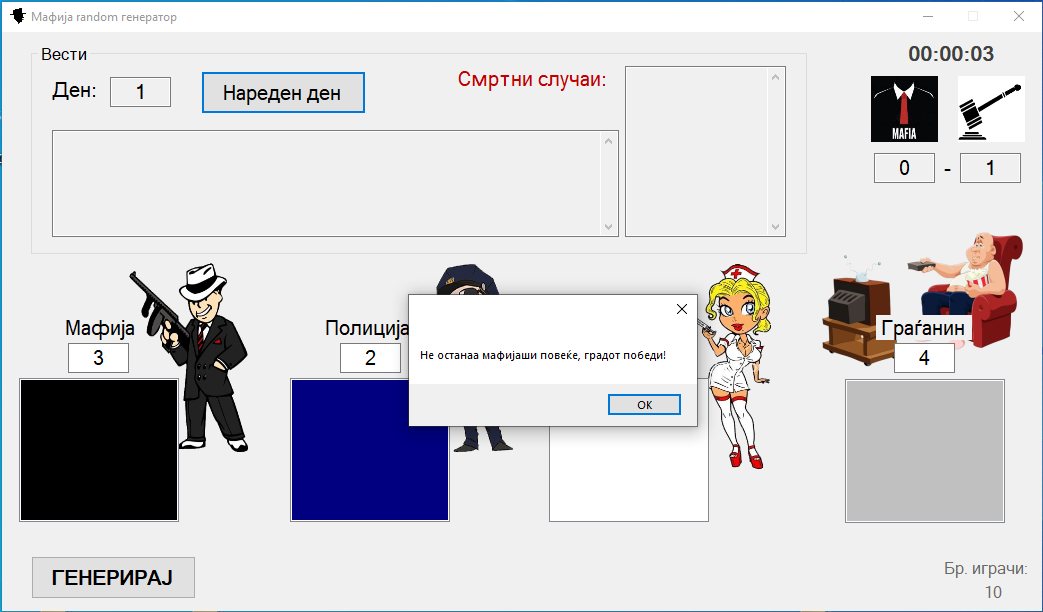 Мафија random генератор
Вести
00:00:03
Ден: 1 Нареден ден
Смртни случаи:
MAFIA
0 - 1
Мафија
3
Полиција
2
Граѓанин
4
Не останаа мафијаши повеќе, градот победи!
OK
ГЕНЕРИРАЈ
Бр. играчи:
10